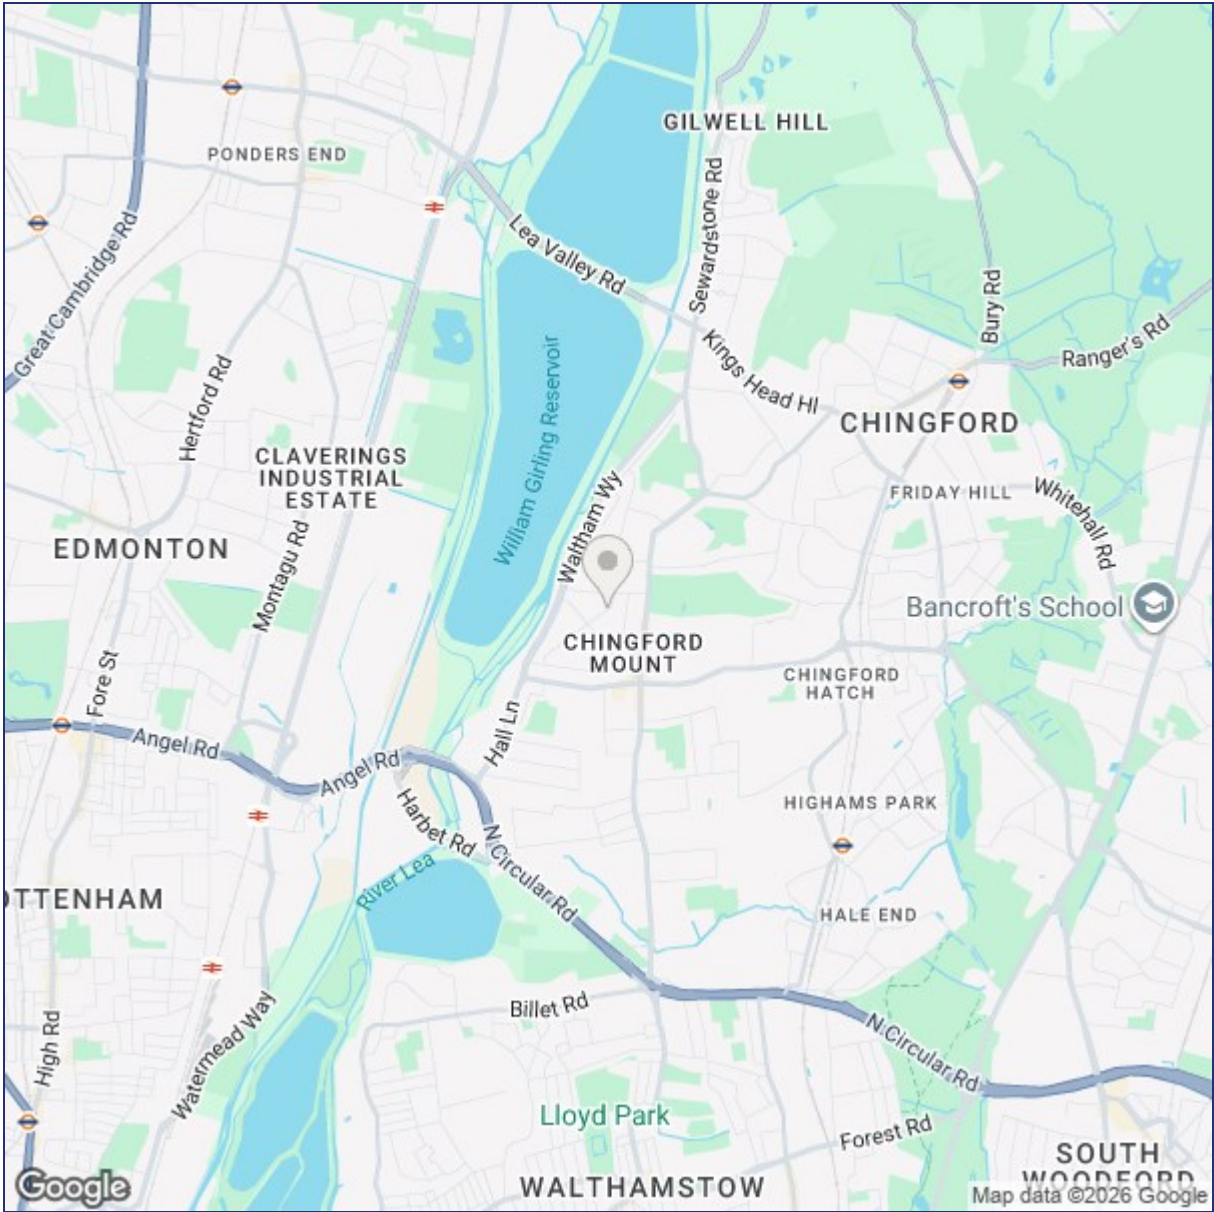 GILWELL HILL
PONDERS END
Sewardstone Rd
Great Cambridge Rd
Lea Valley Rd
Bury Rd
Ranger's Rd
Kings Head Hl
Hertford Rd
William Girling Reservoir
CHINGFORD
CLAVERINGS
INDUSTRIAL
ESTATE
FRIDAY HILL
Whitehall Rd
Waltham Wy
EDMONTON
Montagu Rd
Bancroft's School
CHINGFORD
MOUNT
Fore St
CHINGFORD
HATCH
Hall Ln
Angel Rd
Angel Rd
HIGHAMS PARK
Harbet Rd
N Circular Rd
River Lea
OTTENHAM
HALE END
Billet Rd
High Rd
Watermead Way
N Circular Rd
Lloyd Park
Forest Rd
SOUTH
WOODFORD
WALTHAMSTOW
Google
Map data ©2026 Google